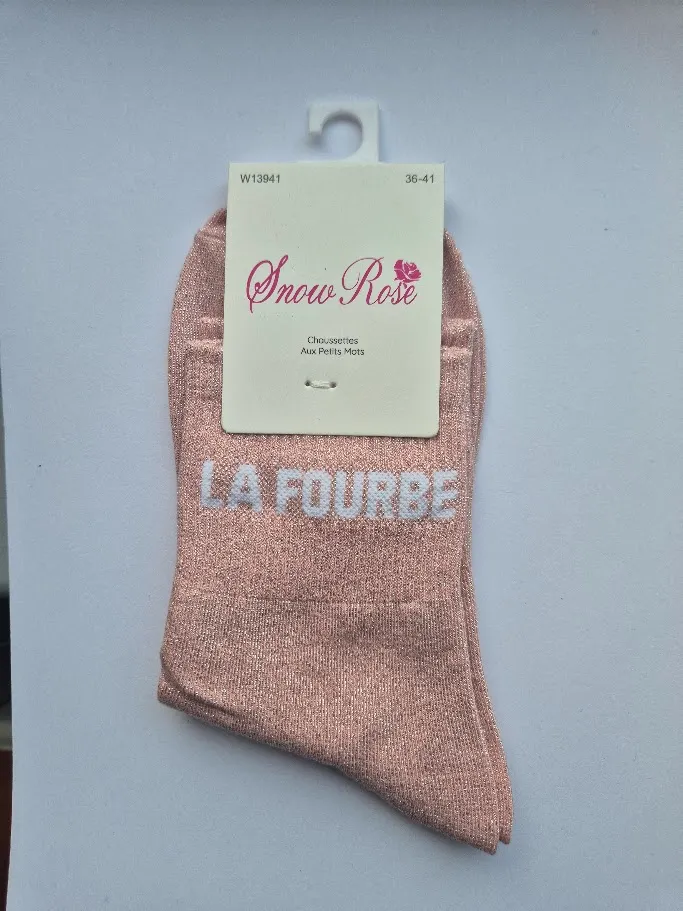 W13941 36-41
Snow Rose
Chaussettes
Aux Petits Mots
LA FOURBE